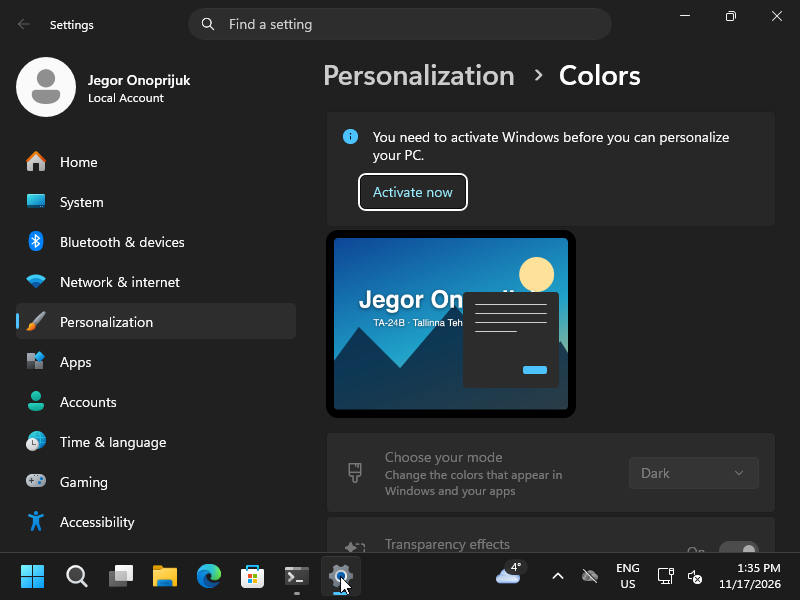 Settings
Find a setting
Jegor Onoprijuk
Local Account
Home
System
Bluetooth & devices
Network & internet
Personalization
Apps
Accounts
Time & language
Gaming
Accessibility
Personalization > Colors
You need to activate Windows before you can personalize
your PC.
Activate now
Jegor On
TA-24B · Tallinna Teh
Choose your mode
Change the colors that appear in
Windows and your apps
Dark
Transparency effects
On
4°
ENG
US
1:35 PM
11/17/2026